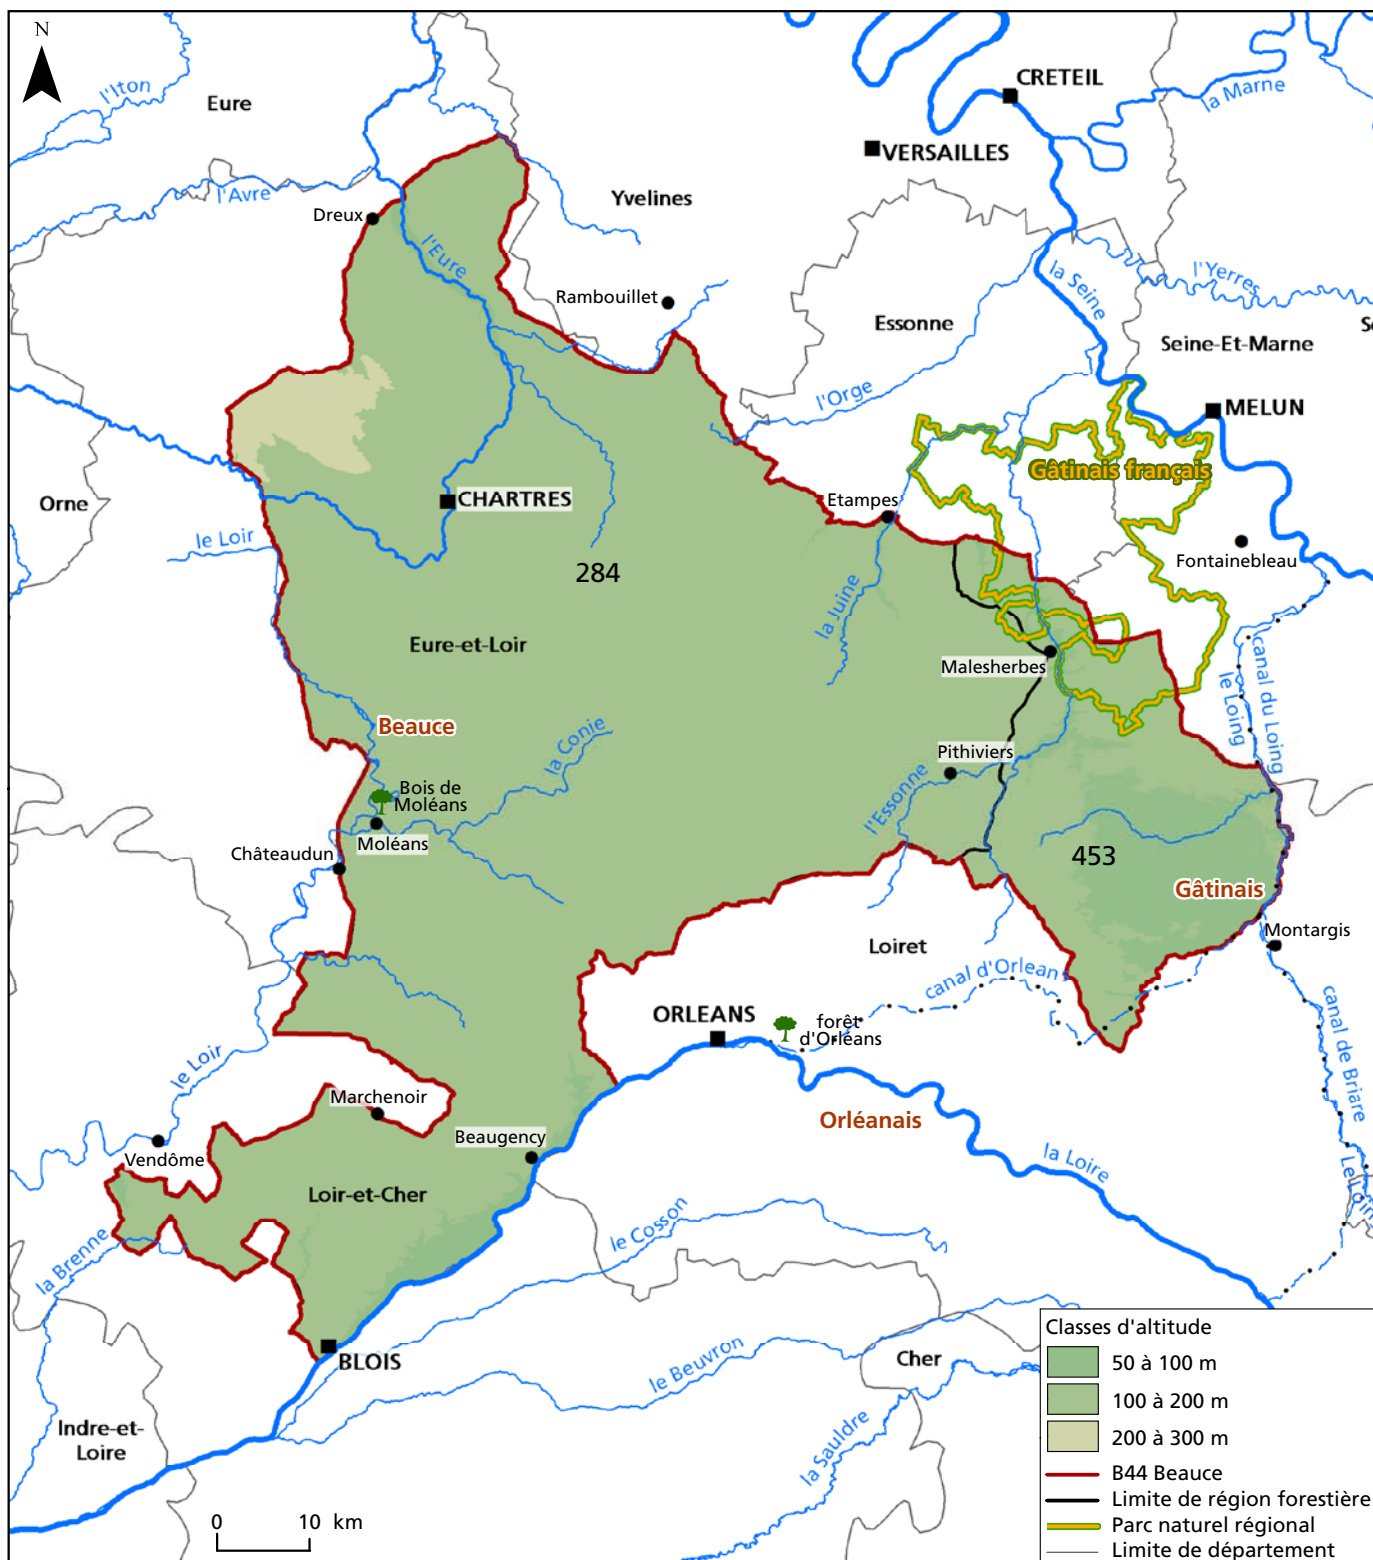 N
CRETEIL
l'Iton
Eure
la Marne
VERSAILLES
l'Avre
Yvelines
Dreux
l'Eure
la Seine
l'Yerres
Rambouillet
Essonne
Seine-Et-Marne
l'Orge
MELUN
Gâtinais français
Orne
CHARTRES
Etampes
le Loir
Fontainebleau
284
la Juine
Eure-et-Loir
Malesherbes
canal du Loing
le Loing
Beauce
la Conie
Pithiviers
Bois de
Moléans
l'Essonne
Moléans
Châteaudun
453
Gâtinais
Montargis
Loiret
canal d'Orlean
ORLEANS
forêt
d'Orléans
canal de Briare
le Loir
Marchenoir
Orléanais
Beaugency
Vendôme
la Loire
Loir-et-Cher
le Cosson
la Brenne
BLOIS
le Beuvron
Cher
Indre-et-
Loire
la Sauldre
0 10 km
Classes d'altitude
50 à 100 m
100 à 200 m
200 à 300 m
B44 Beauce
Limite de région forestière
Parc naturel régional
Limite de département